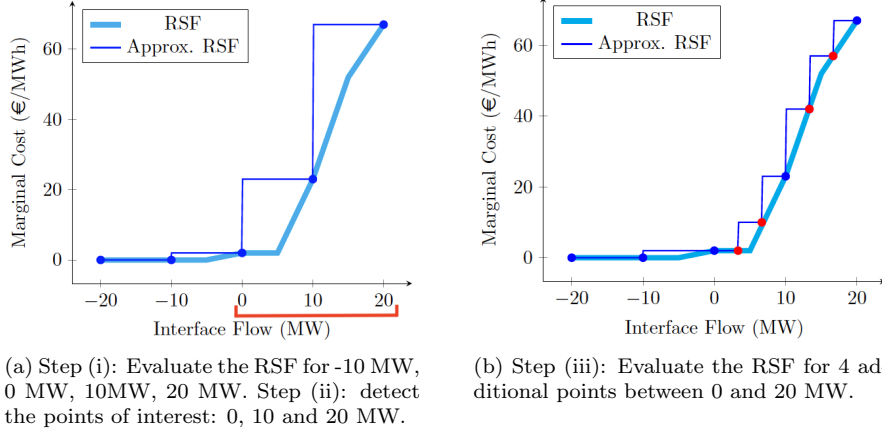 RSF
Approx. RSF
60
40
20
0
−20
−10
0
10
20
Marginal Cost (€/MWh)
Interface Flow (MW)
(a) Step (i): Evaluate the RSF for -10 MW,
0 MW, 10MW, 20 MW. Step (ii): detect
the points of interest: 0, 10 and 20 MW.
RSF
Approx. RSF
60
40
20
0
−20
−10
0
10
20
Marginal Cost (€/MWh)
Interface Flow (MW)
(b) Step (iii): Evaluate the RSF for 4 ad
ditional points between 0 and 20 MW.